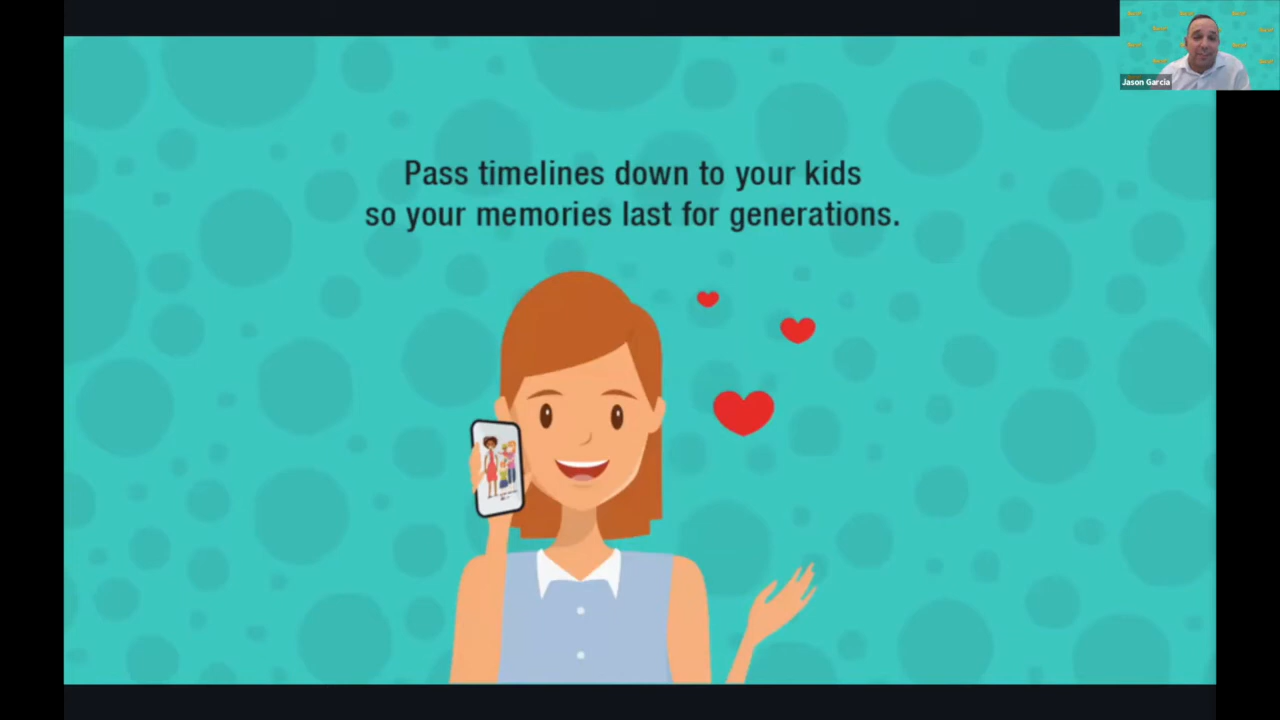 Pass timelines down to your kids
so your memories last for generations.
Jason Garcia